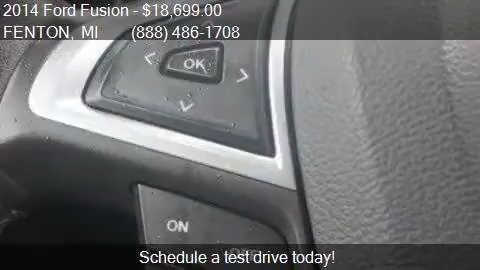 2014 Ford Fusion - $18,699.00
FENTON, MI (888) 486-1708
OK
ON
Schedule a test drive today!